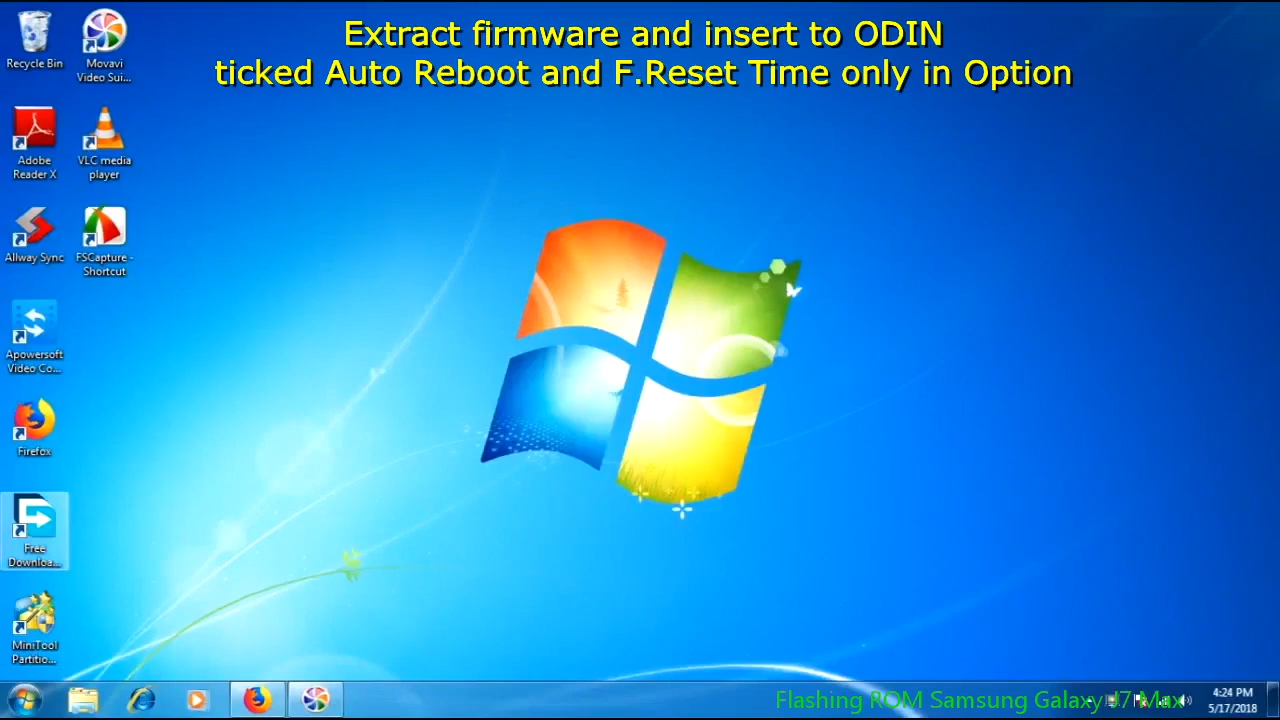 Extract firmware and insert to ODIN
ticked Auto Reboot and F.Reset Time only in Option
Recycle Bin
Movavi
Video Sui...
Adobe
Reader X
VLC media
player
Allway Sync
FSCapture -
Shortcut
Apowersoft
Video Co...
Firefox
Free
Downloa...
MiniTool
Partitio...
Flashing ROM Samsung Galaxy J7 Max
4:24 PM
5/17/2018